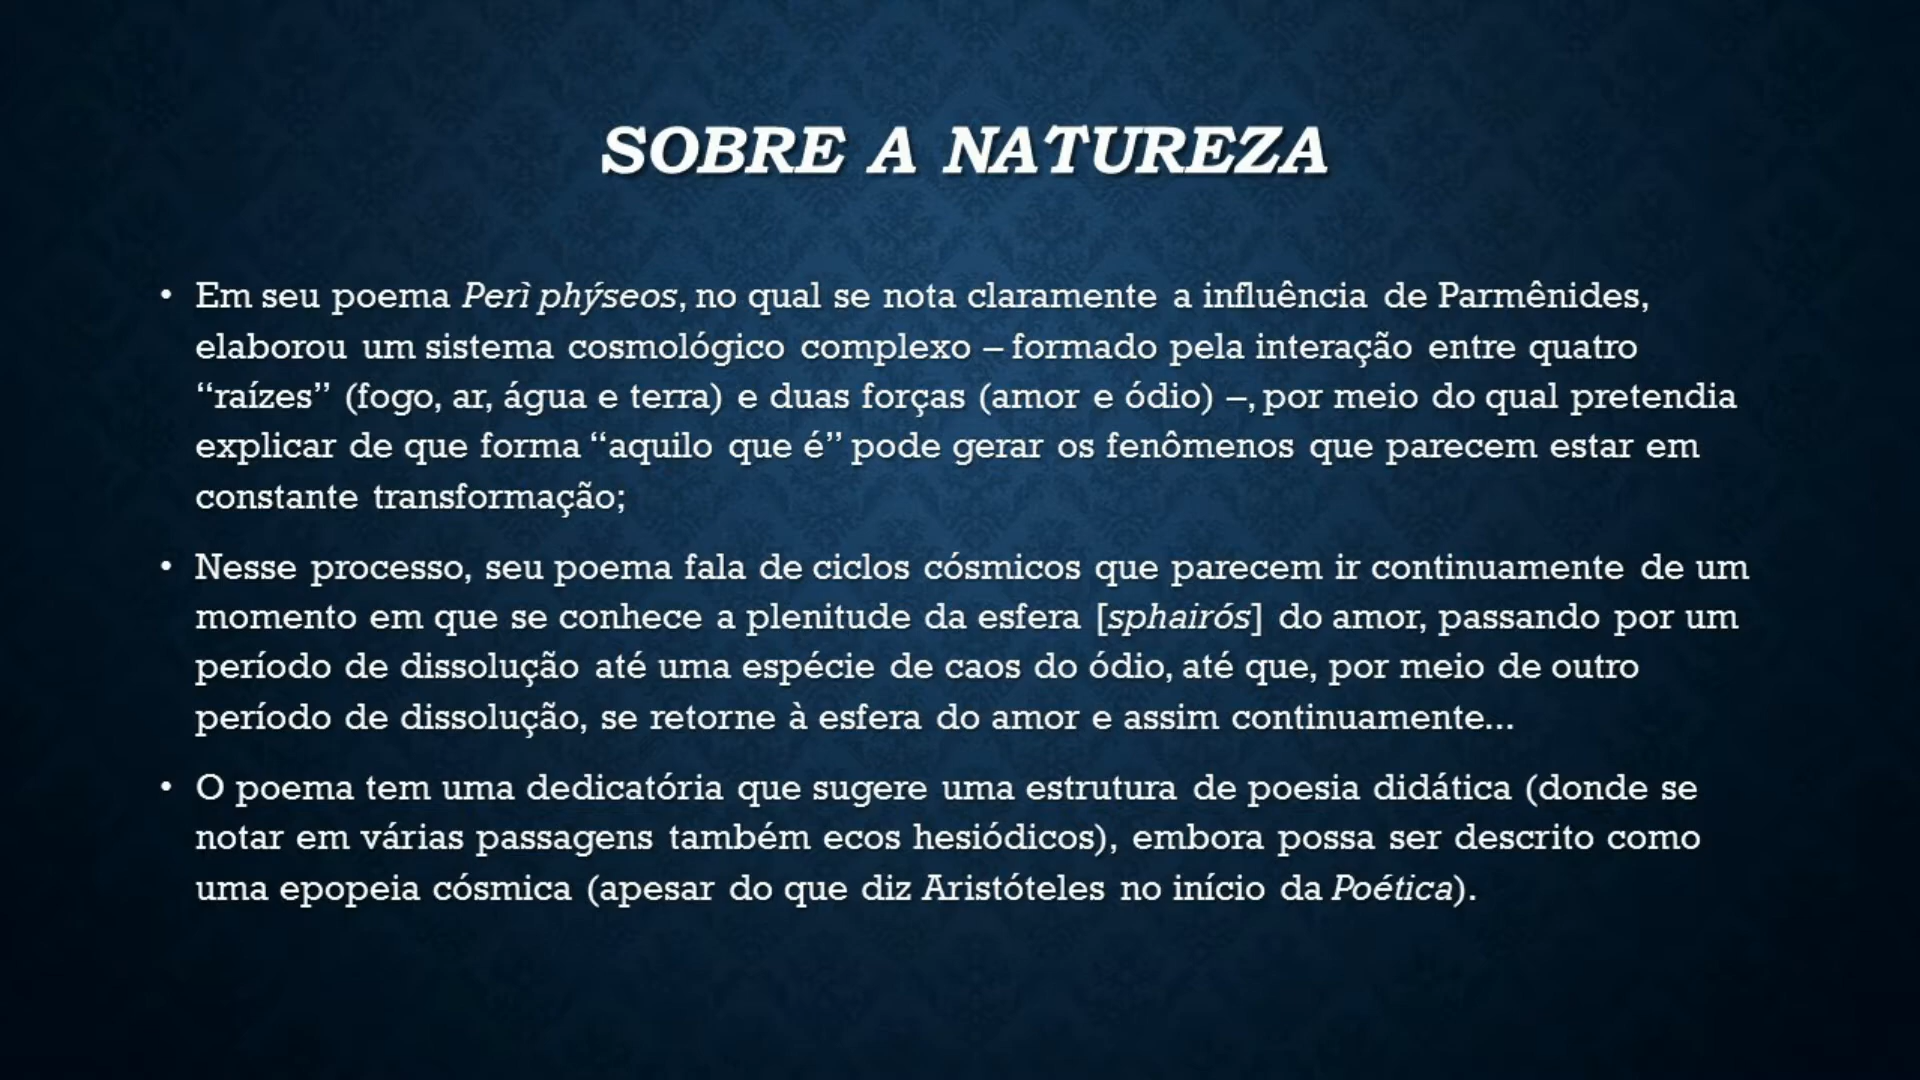 SOBRE A NATUREZA
• Em seu poema Perì phýseos, no qual se nota claramente a influência de Parmênides,
elaborou um sistema cosmológico complexo – formado pela interação entre quatro
“raízes” (fogo, ar, água e terra) e duas forças (amor e ódio) –, por meio do qual pretendia
explicar de que forma “aquilo que é” pode gerar os fenômenos que parecem estar em
constante transformação;
• Nesse processo, seu poema fala de ciclos cósmicos que parecem ir continuamente de um
momento em que se conhece a plenitude da esfera [sphairós] do amor, passando por um
período de dissolução até uma espécie de caos do ódio, até que, por meio de outro
período de dissolução, se retorne à esfera do amor e assim continuamente...
• O poema tem uma dedicatória que sugere uma estrutura de poesia didática (donde se
notar em várias passagens também ecos hesiódicos), embora possa ser descrito como
uma epopeia cósmica (apesar do que diz Aristóteles no início da Poética).